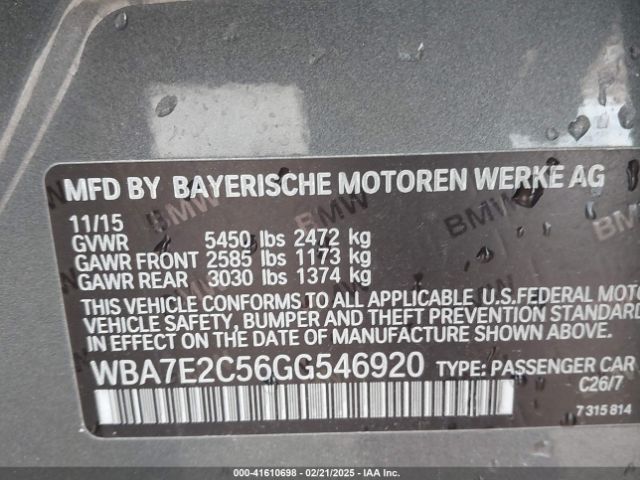 MFD BY BAYERISCHE MOTOREN WERKE AG
11/15
GVWR 5450 lbs 2472 kg
GAWR FRONT 2585 lbs 1173 kg
GAWR REAR 3030 lbs 1374 kg
THIS VEHICLE CONFORMS TO ALL APPLICABLE U.S.FEDERAL MOTO
VEHICLE SAFETY, BUMPER AND THEFT PREVENTION STANDARDS
IN EFFECT ON THE DATE OF MANUFACTURE SHOWN ABOVE.
WBA7E2C56GG546920 TYPE: PASSENGER CAR
C26/7
7 315 814
000-41610698 - 02/21/2025 - IAA Inc.